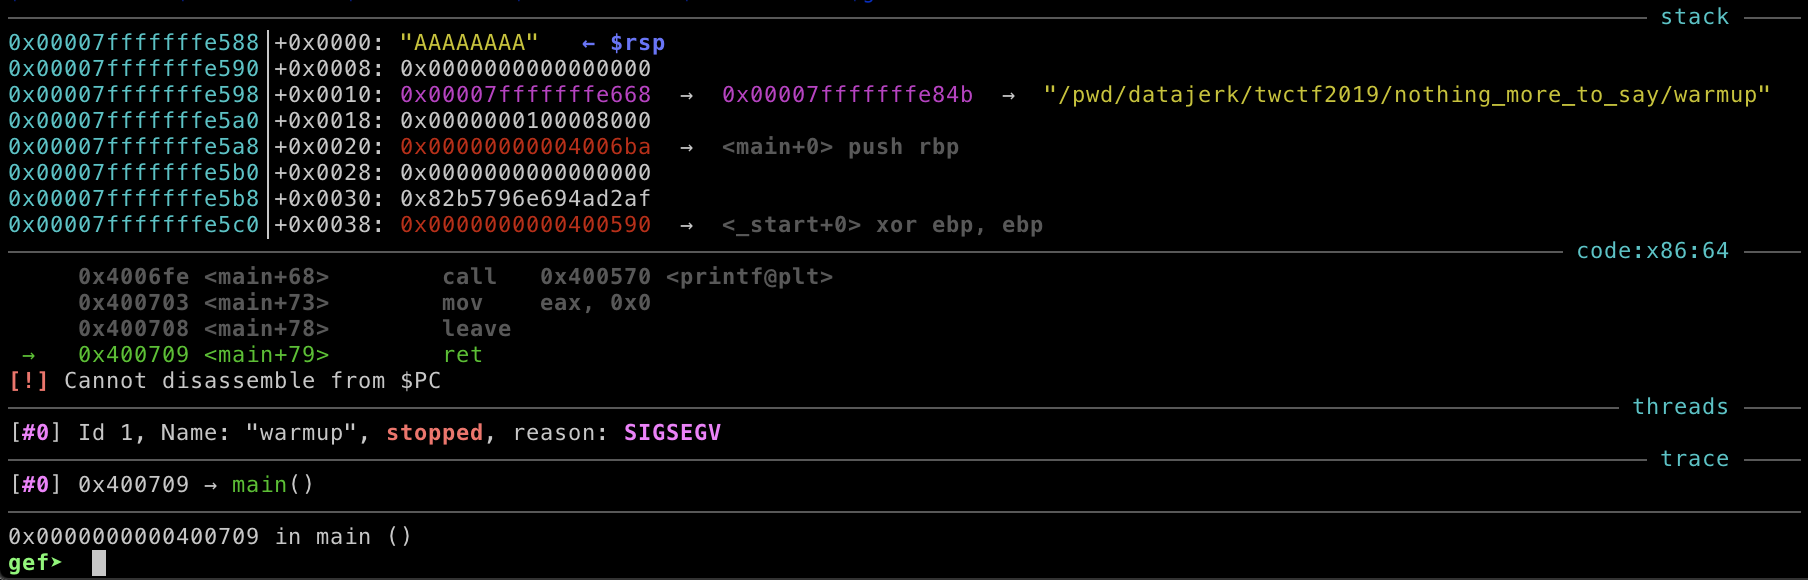 stack
0x00007fffffffe588│+0x0000: "AAAAAAAA"   ← $rsp
0x00007fffffffe590│+0x0008: 0x0000000000000000
0x00007fffffffe598│+0x0010: 0x00007fffffffe668  →  0x00007fffffffe84b  →  "/pwd/datajerk/twctf2019/nothing_more_to_say/warmup"
0x00007fffffffe5a0│+0x0018: 0x0000000100008000
0x00007fffffffe5a8│+0x0020: 0x00000000004006ba  →  <main+0> push rbp
0x00007fffffffe5b0│+0x0028: 0x0000000000000000
0x00007fffffffe5b8│+0x0030: 0x82b5796e694ad2af
0x00007fffffffe5c0│+0x0038: 0x0000000000400590  →  <_start+0> xor ebp, ebp
code:x86:64
0x4006fe <main+68>        call   0x400570 <printf@plt>
0x400703 <main+73>        mov    eax, 0x0
0x400708 <main+78>        leave
→   0x400709 <main+79>        ret
[!] Cannot disassemble from $PC
threads
[#0] Id 1, Name: "warmup", stopped, reason: SIGSEGV
trace
[#0] 0x400709 → main()
0x0000000000400709 in main ()
gef➤